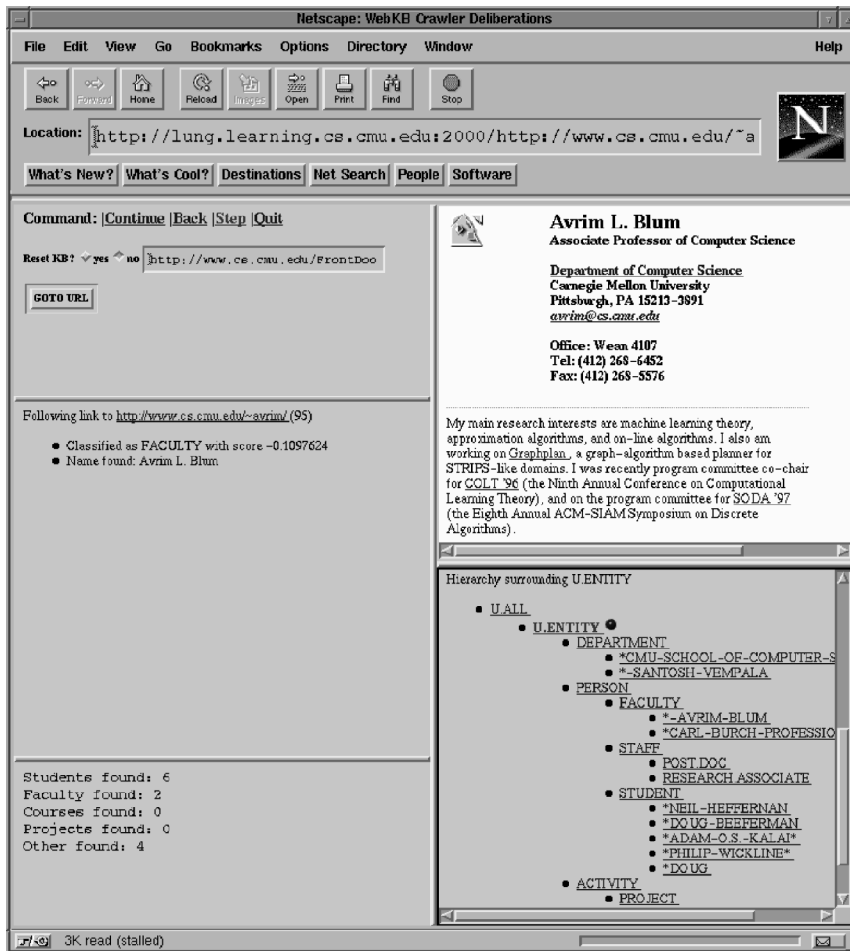 Netscape: WebKB Crawler Deliberations
File Edit View Go Bookmarks Options Directory Window Help
Back Forward Home Reload Images Open Print Find Stop
Location: http://lung.learning.cs.cmu.edu:2000/http://www.cs.cmu.edu/~a
N
What's New? What's Cool? Destinations Net Search People Software
Command: |Continue |Back |Step |Quit
Reset KB? yes no http://www.cs.cmu.edu/FrontDoo
GOTO URL
Following link to http://www.cs.cmu.edu/~avrim/ (95)
Classified as FACULTY with score -0.1097624
Name found: Avrim L. Blum
Students found: 6
Faculty found: 2
Courses found: 0
Projects found: 0
Other found: 4
Avrim L. Blum
Associate Professor of Computer Science
Department of Computer Science
Carnegie Mellon University
Pittsburgh, PA 15213-3891
avrim@cs.cmu.edu
Office: Wean 4107
Tel: (412) 268-6452
Fax: (412) 268-5576
My main research interests are machine learning theory,
approximation algorithms, and on-line algorithms. I also am
working on Graphplan , a graph-algorithm based planner for
STRIPS-like domains. I was recently program committee co-chair
for COLT '96 (the Ninth Annual Conference on Computational
Learning Theory), and on the program committee for SODA '97
(the Eighth Annual ACM-SIAM Symposium on Discrete
Algorithms).
Hierarchy surrounding U.ENTITY
U.ALL
U.ENTITY
DEPARTMENT
*CMU-SCHOOL-OF-COMPUTER-S
*-SANTOSH-VEMPALA
PERSON
FACULTY
*-AVRIM-BLUM
*CARL-BURCH-PROFESSIO
STAFF
POST.DOC
RESEARCH ASSOCIATE
STUDENT
*NEIL-HEFFERNAN
*DOUG-BEEFERMAN
*ADAM-O.S.-KALAI*
*PHILIP-WICKLINE*
*DOUG
ACTIVITY
PROJECT
3K read (stalled)